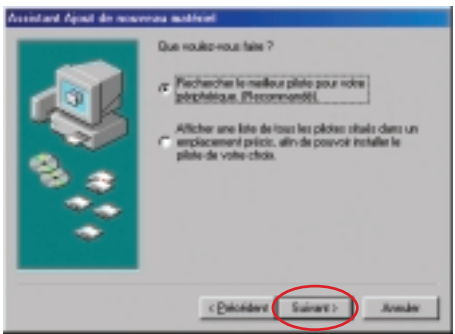 Assistant Ajout de nouveau matériel
Que voulez-vous faire ?
Rechercher le meilleur pilote pour votre
périphérique. (Recommandé).
Afficher une liste de tous les pilotes situés dans un
emplacement précis, afin de pouvoir installer le
pilote de votre choix.
< Précédent
Suivant >
Annuler